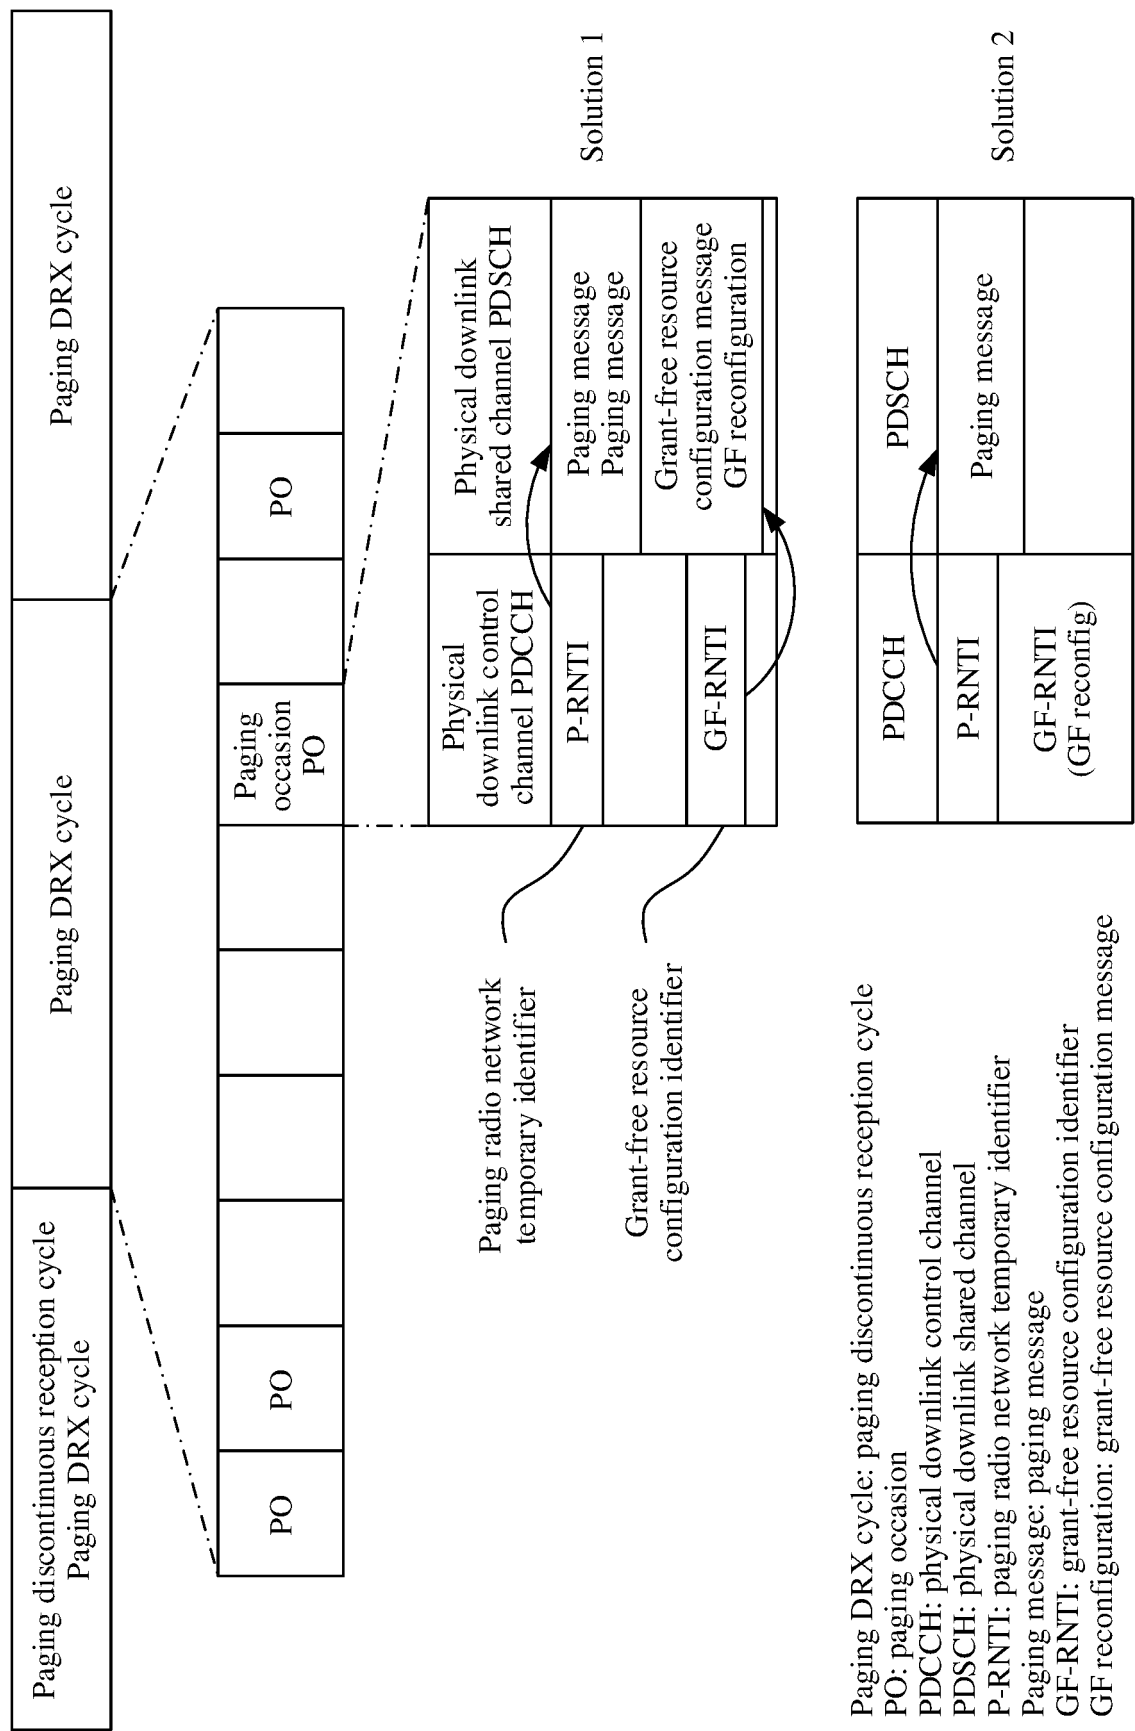 Paging discontinuous reception cycle
Paging DRX cycle
Paging DRX cycle
Paging DRX cycle
PO
PO
Paging
occasion
PO
PO
Physical
downlink control
channel PDCCH
Physical downlink
shared channel PDSCH
P-RNTI
Paging message
Paging message
Grant-free resource
configuration message
GF reconfiguration
GF-RNTI
Solution 1
Paging radio network
temporary identifier
Grant-free resource
configuration identifier
PDCCH
PDSCH
P-RNTI
Paging message
GF-RNTI
(GF reconfig)
Solution 2
Paging DRX cycle: paging discontinuous reception cycle
PO: paging occasion
PDCCH: physical downlink control channel
PDSCH: physical downlink shared channel
P-RNTI: paging radio network temporary identifier
Paging message: paging message
GF-RNTI: grant-free resource configuration identifier
GF reconfiguration: grant-free resource configuration message